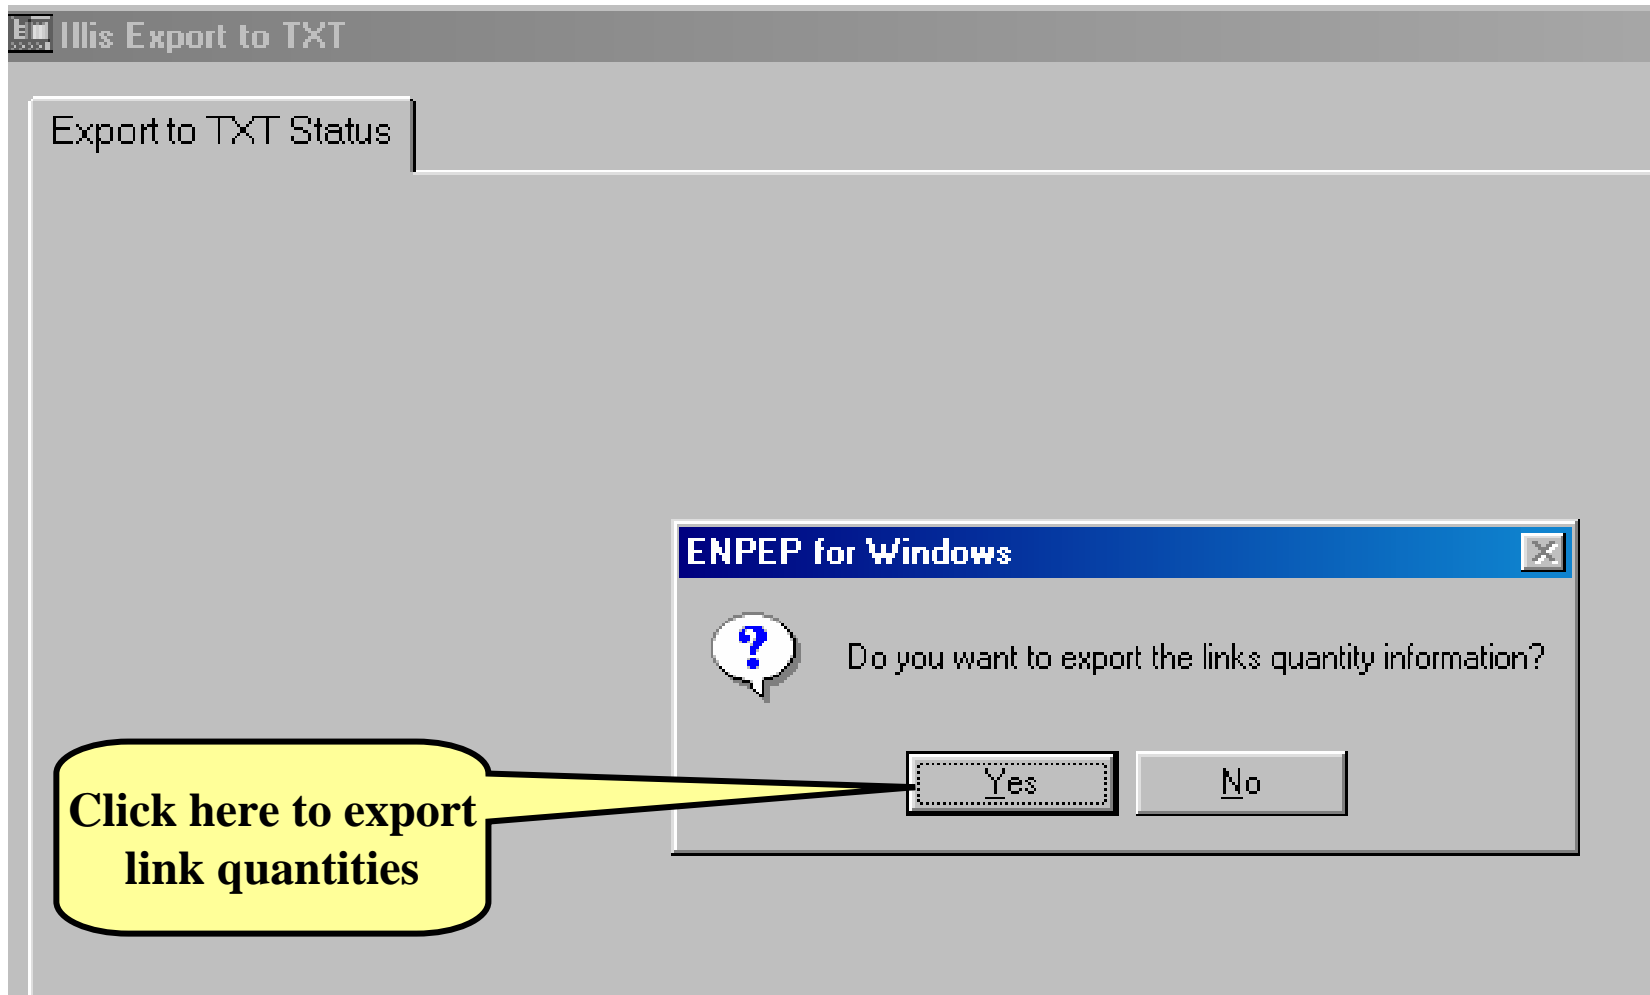 Illis Export to TXT
Export to TXT Status
ENPEP for Windows
Do you want to export the links quantity information?
Yes No
Click here to export
link quantities